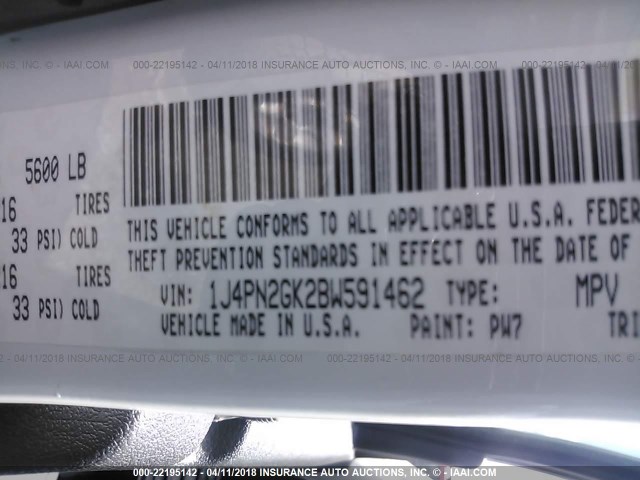 000-22195142 - 04/11/2018 INSURANCE AUTO AUCTIONS, INC. - © - IAAI.COM
5600 LB
16 TIRES
33 PSI) COLD
16 TIRES
33 PSI) COLD
THIS VEHICLE CONFORMS TO ALL APPLICABLE U.S.A. FEDER
THEFT PREVENTION STANDARDS IN EFFECT ON THE DATE OF
VIN: 1J4PN2GK2BW591462 TYPE: MPV
VEHICLE MADE IN U.S.A. PAINT: PW7 TRI
000-22195142 - 04/11/2018 INSURANCE AUTO AUCTIONS, INC. - © - IAAI.COM
000-22195142 - 04/11/2018 INSURANCE AUTO AUCTIONS, INC. - © - IAAI.COM